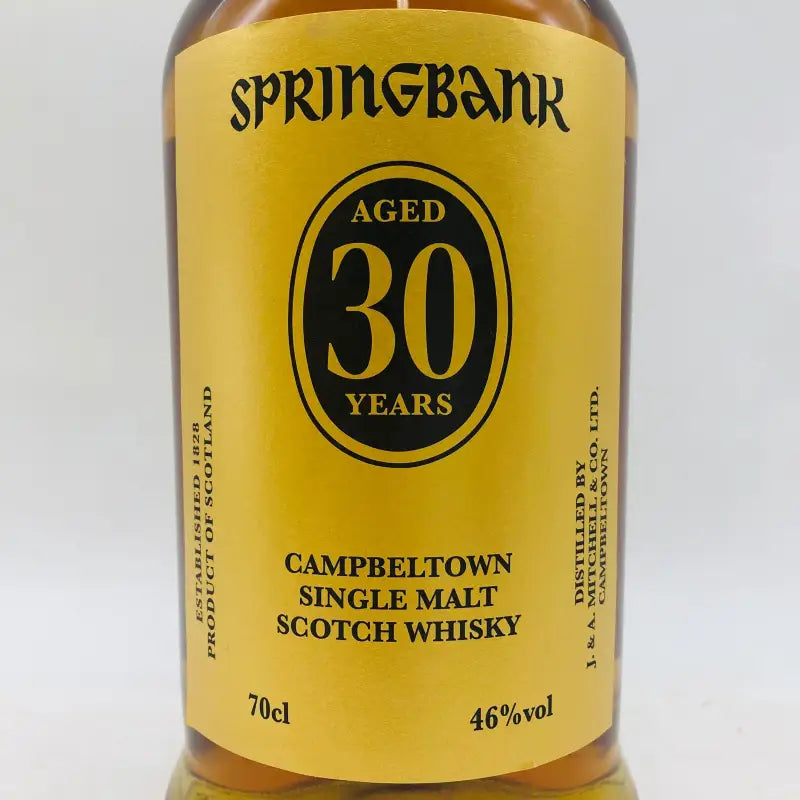 SPRINGBANK
AGED
30
YEARS
ESTABLISHED 1828
PRODUCT OF SCOTLAND
DISTILLED BY
J. & A. MITCHELL & CO. LTD.
CAMPBELTOWN
CAMPBELTOWN
SINGLE MALT
SCOTCH WHISKY
70cl
46%vol